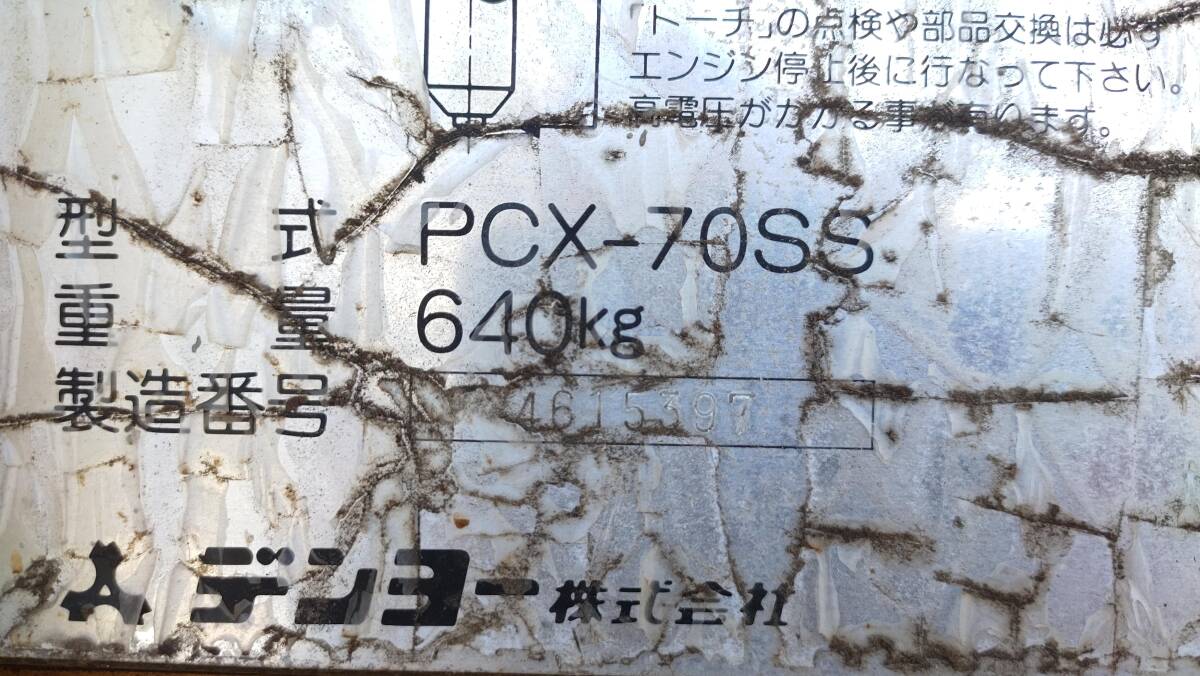 「トーチ」の点検や部品交換は必ず
エンジン停止後に行なって下さい。
高電圧がかかる事が有ります。
型式 PCX-70SS
重量 640kg
製造番号 4615397
デンヨー株式会社